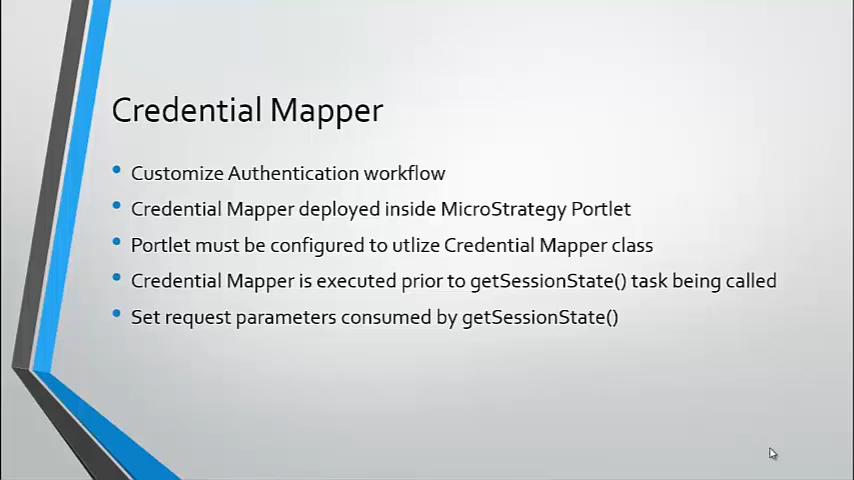 Credential Mapper
• Customize Authentication workflow
• Credential Mapper deployed inside MicroStrategy Portlet
• Portlet must be configured to utlize Credential Mapper class
• Credential Mapper is executed prior to getSessionState() task being called
• Set request parameters consumed by getSessionState()